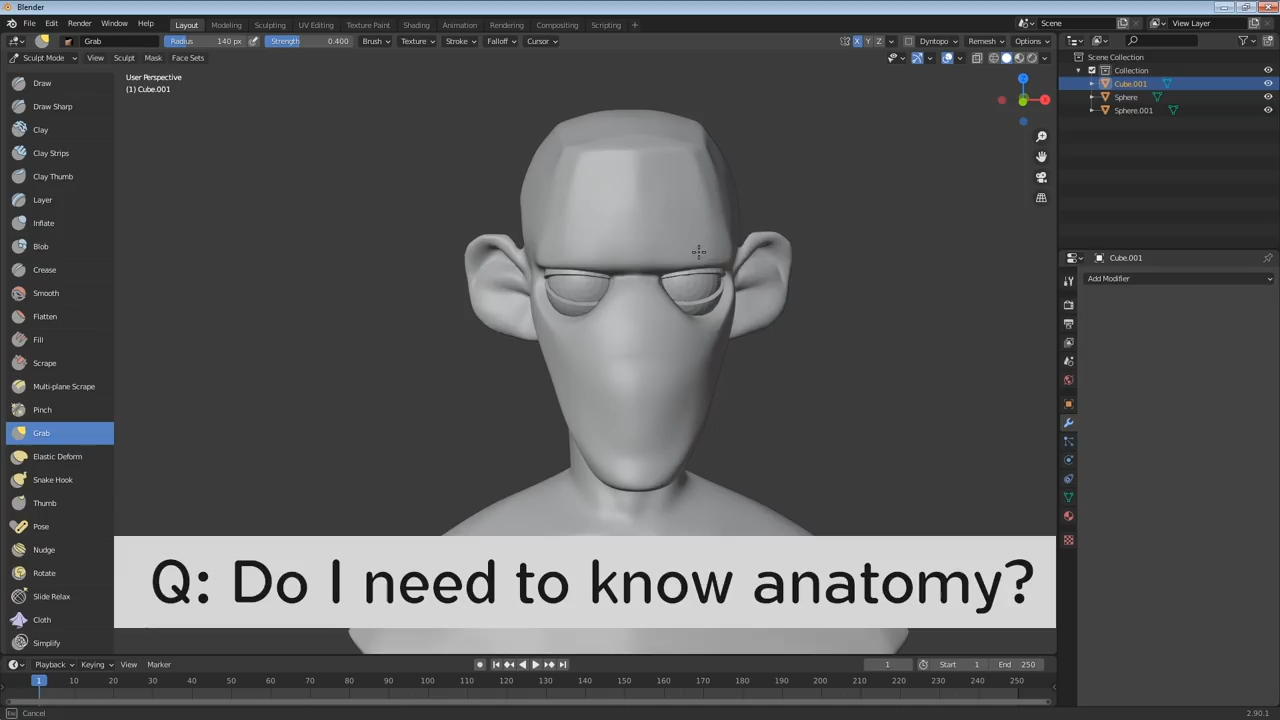 Blender
File Edit Render Window Help Layout Modeling Sculpting UV Editing Texture Paint Shading Animation Rendering Compositing Scripting + Scene View Layer
Grab Radius 140 px Strength 0.400 Brush Texture Stroke Falloff Cursor X Y Z Dyntopo Remesh Options
Sculpt Mode View Sculpt Mask Face Sets
Scene Collection
Collection
Cube.001
Sphere
Sphere.001
User Perspective
(1) Cube.001
Draw
Draw Sharp
Clay
Clay Strips
Clay Thumb
Layer
Inflate
Blob
Crease
Smooth
Flatten
Fill
Scrape
Multi-plane Scrape
Pinch
Grab
Elastic Deform
Snake Hook
Thumb
Pose
Nudge
Rotate
Slide Relax
Cloth
Simplify
Z
X
Cube.001
Add Modifier
Q: Do I need to know anatomy?
Playback Keying View Marker 1 Start 1 End 250
1 10 20 30 40 50 60 70 80 90 100 110 120 130 140 150 160 170 180 190 200 210 220 230 240 250
Cancel 2.90.1